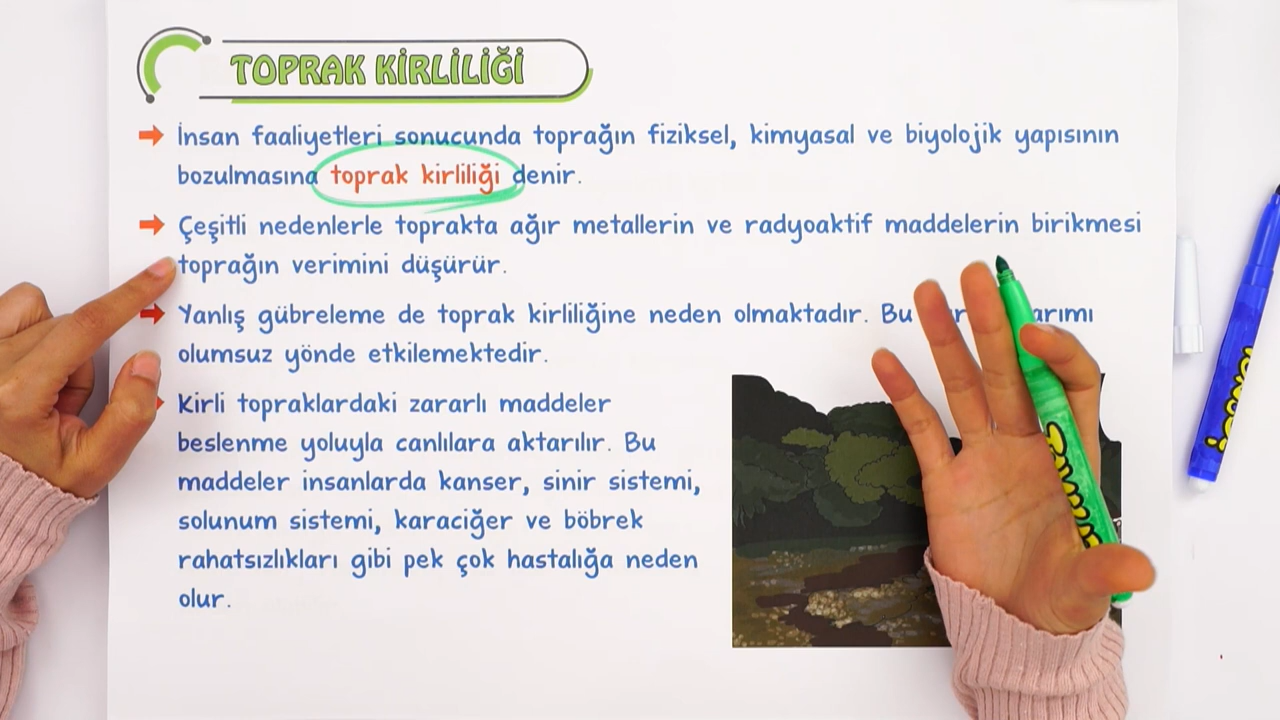 TOPRAK KİRLİLİĞİ
İnsan faaliyetleri sonucunda toprağın fiziksel, kimyasal ve biyolojik yapısının
bozulmasına toprak kirliliği denir.
Çeşitli nedenlerle toprakta ağır metallerin ve radyoaktif maddelerin birikmesi
toprağın verimini düşürür.
Yanlış gübreleme de toprak kirliliğine neden olmaktadır. Bu
olumsuz yönde etkilemektedir.
Kirli topraklardaki zararlı maddeler
beslenme yoluyla canlılara aktarılır. Bu
maddeler insanlarda kanser, sinir sistemi,
solunum sistemi, karaciğer ve böbrek
rahatsızlıkları gibi pek çok hastalığa neden
olur.